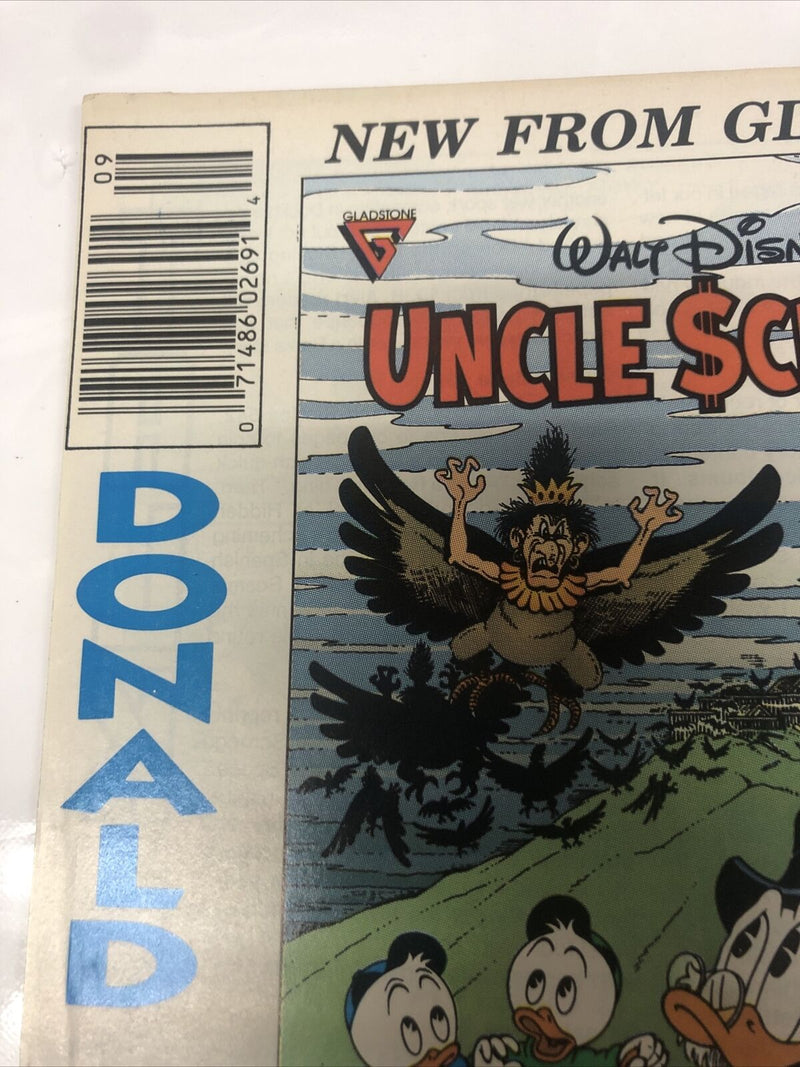 NEW FROM GL
09
0 71486 02691 4
GLADSTONE
G
WALT DISN
UNCLE $C
DONALD